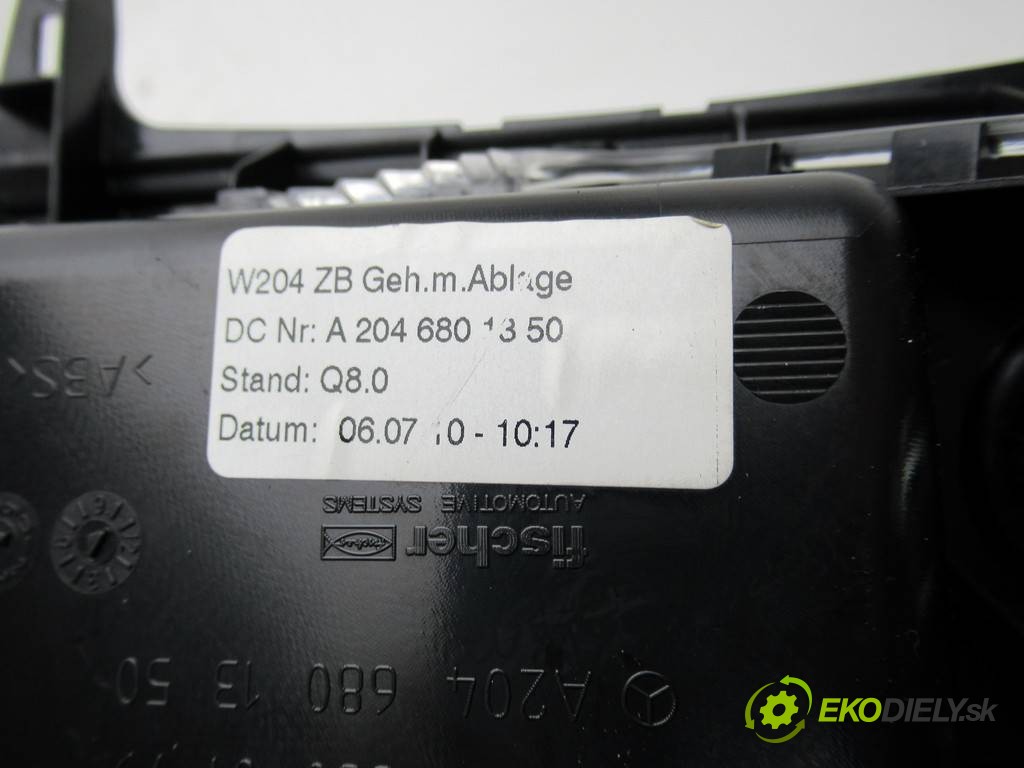 W204 ZB Geh.m.Ablage
DC Nr: A 204 680 13 50
Stand: Q8.0
Datum: 06.07 10 - 10:17
>ABS<
AUTOMOTIVE SYSTEMS
fischer
A204 680 13 50
EKODIELY.sk